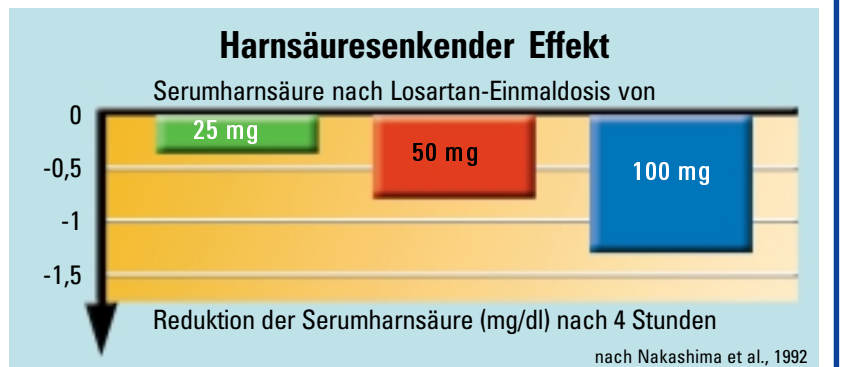 Harnsäuresenkender Effekt
Serumharnsäure nach Losartan-Einmaldosis von
0
25 mg
50 mg
100 mg
-0,5
-1
-1,5
Reduktion der Serumharnsäure (mg/dl) nach 4 Stunden
nach Nakashima et al., 1992